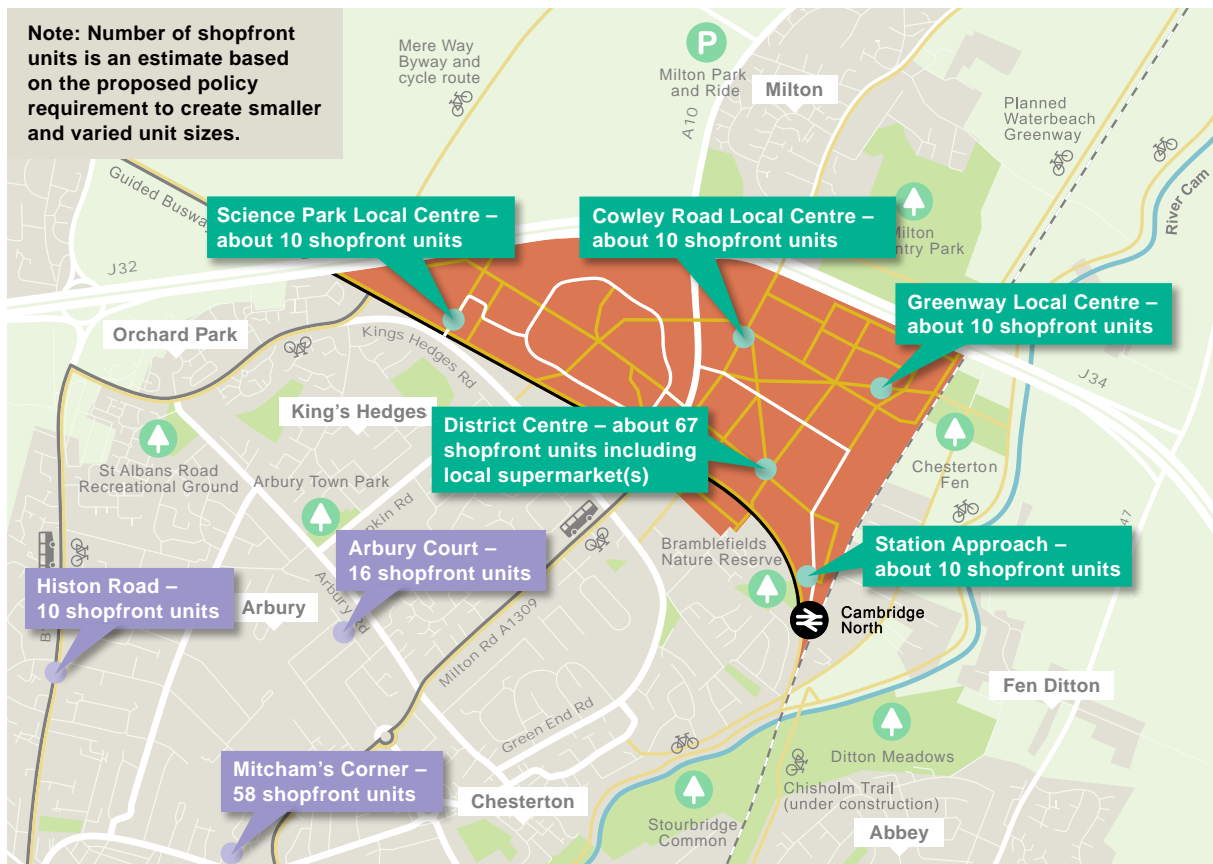 Note: Number of shopfront
units is an estimate based
on the proposed policy
requirement to create smaller
and varied unit sizes.
Mere Way
Byway and
cycle route
P
Milton Park
and Ride
Milton
A10
Planned
Waterbeach
Greenway
River Cam
Guided Busway
Science Park Local Centre –
about 10 shopfront units
Cowley Road Local Centre –
about 10 shopfront units
Milton
Country Park
J32
Greenway Local Centre –
about 10 shopfront units
Orchard Park
Kings Hedges Rd
J34
King's Hedges
District Centre – about 67
shopfront units including
local supermarket(s)
St Albans Road
Recreational Ground
Arbury Town Park
Chesterton
Fen
pkin Rd
47
Bramblefields
Nature Reserve
Station Approach –
about 10 shopfront units
Arbury Court –
16 shopfront units
Histon Road –
10 shopfront units
Arbury
Arbury Rd
Milton Rd A1309
Cambridge
North
Fen Ditton
Green End Rd
Ditton Meadows
Mitcham's Corner –
58 shopfront units
Chesterton
Chisholm Trail
(under construction)
Stourbridge
Common
Abbey